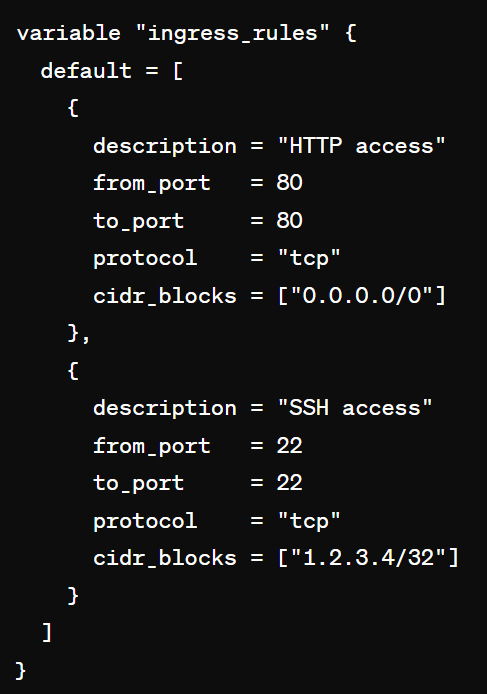 variable "ingress_rules" {
  default = [
    {
      description = "HTTP access"
      from_port   = 80
      to_port     = 80
      protocol    = "tcp"
      cidr_blocks = ["0.0.0.0/0"]
    },
    {
      description = "SSH access"
      from_port   = 22
      to_port     = 22
      protocol    = "tcp"
      cidr_blocks = ["1.2.3.4/32"]
    }
  ]
}